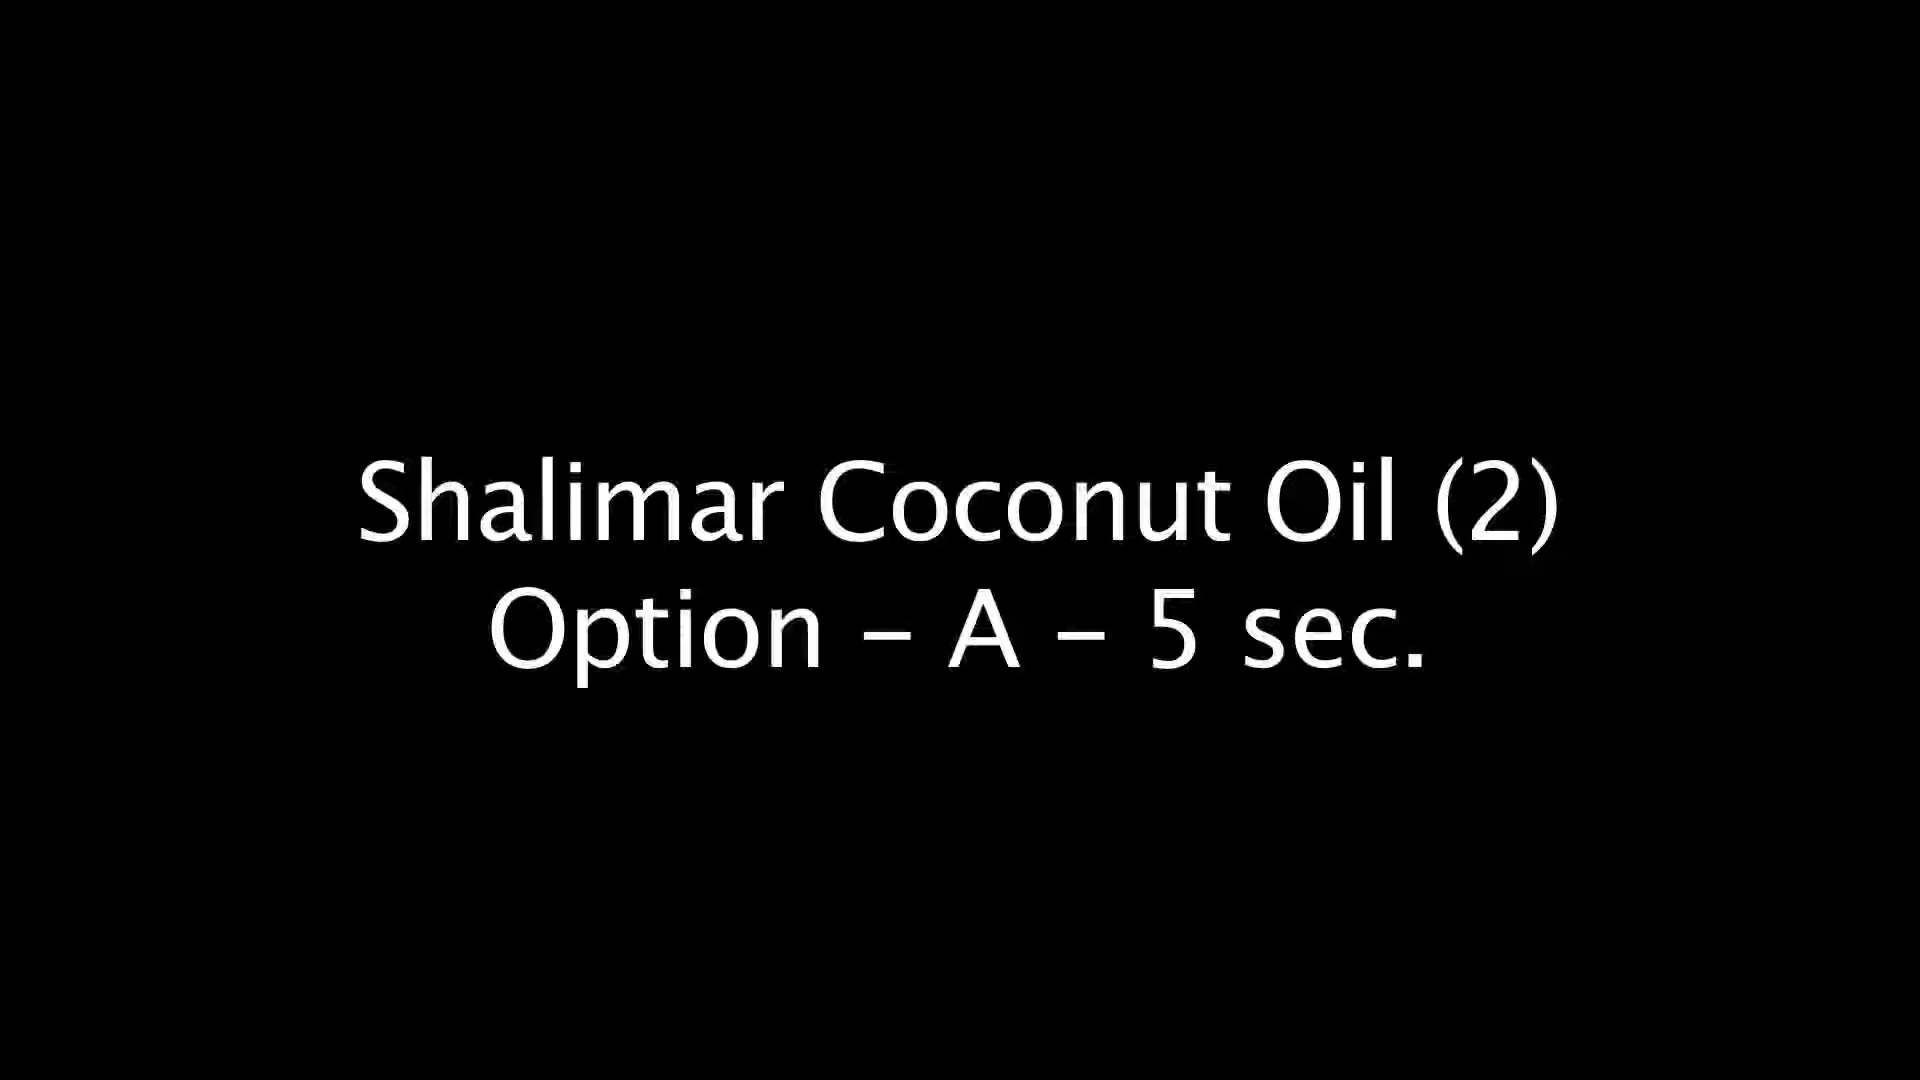 Shalimar Coconut Oil (2)
Option - A - 5 sec.